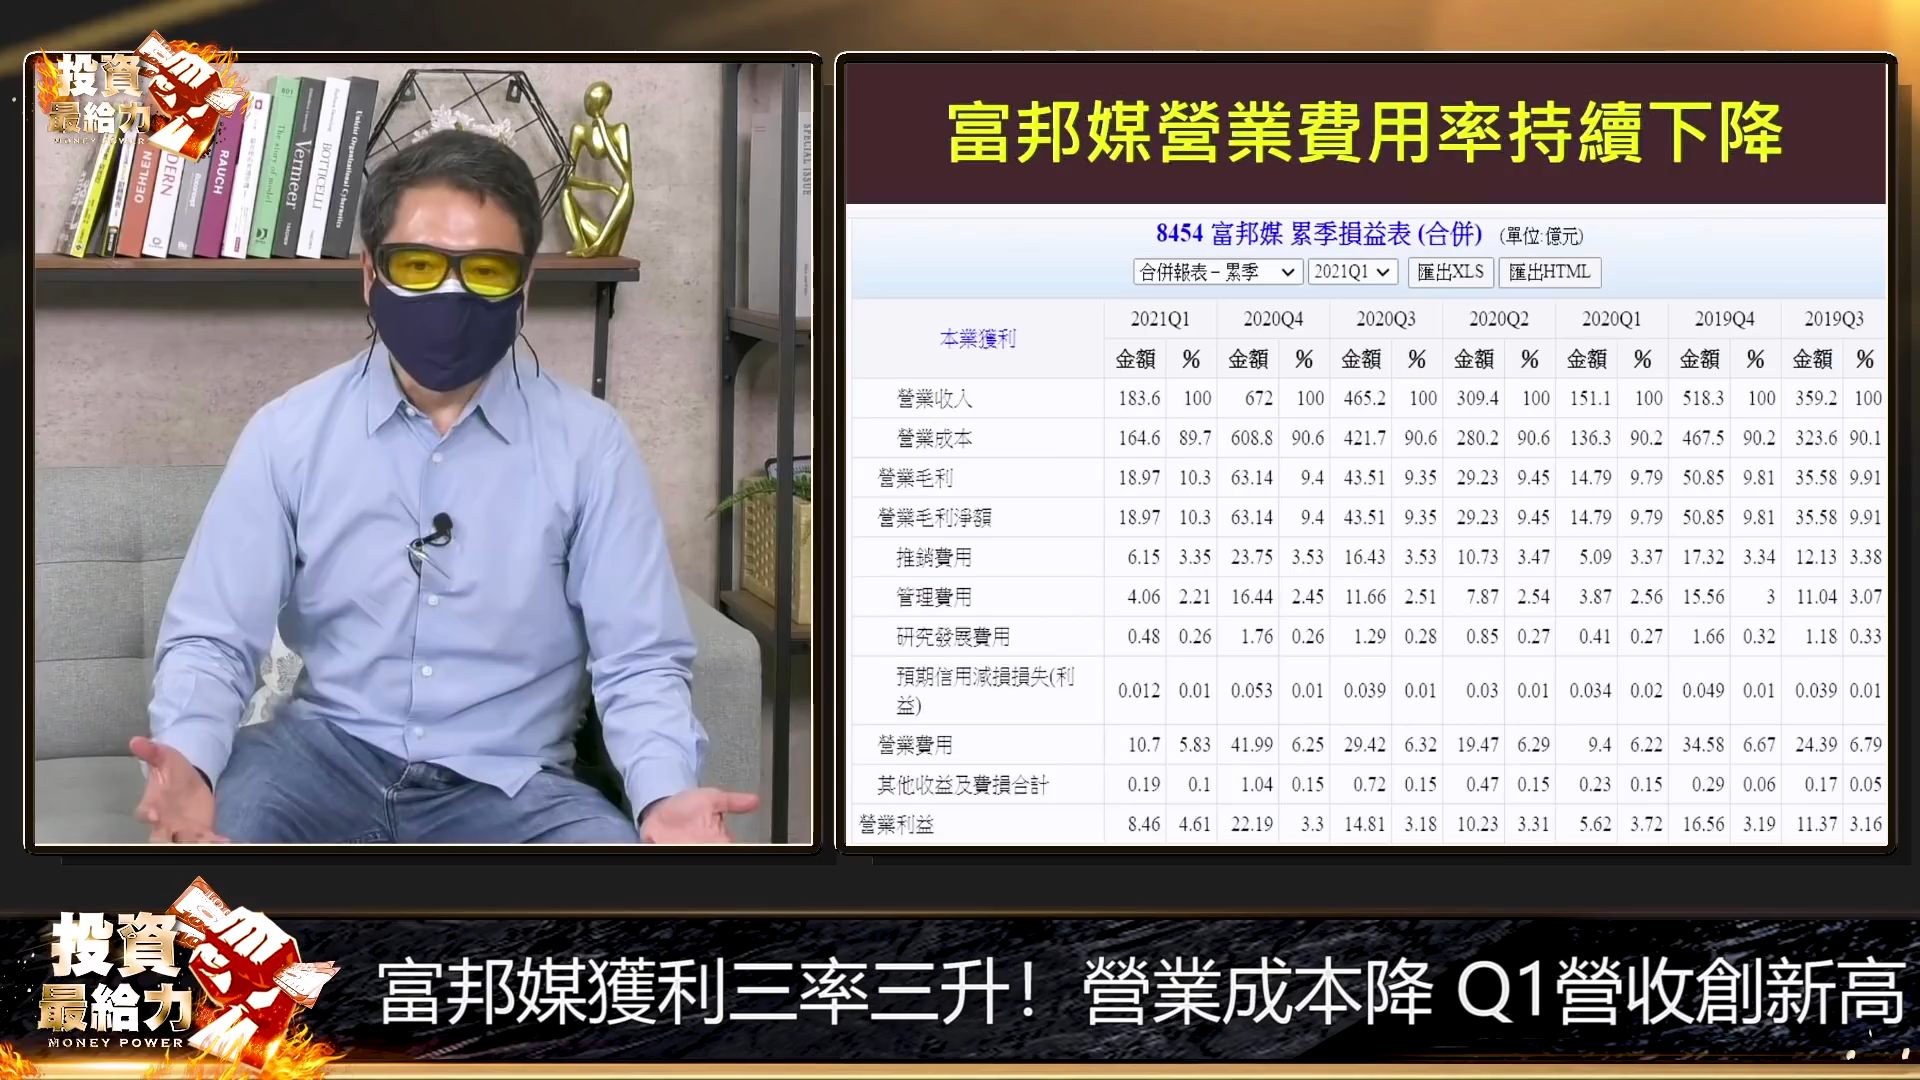 投資
最給力
MONEY POWER
OEHLEN
RAUCH
Vermeer
BOTTICELLI
SPECIAL ISSUE
富邦媒營業費用率持續下降
8454 富邦媒 累季損益表 (合併) (單位:億元)
合併報表 – 累季 2021Q1 匯出XLS 匯出HTML
本業獲利 2021Q1 2020Q4 2020Q3 2020Q2 2020Q1 2019Q4 2019Q3
金額 % 金額 % 金額 % 金額 % 金額 % 金額 % 金額 %
營業收入 183.6 100 672 100 465.2 100 309.4 100 151.1 100 518.3 100 359.2 100
營業成本 164.6 89.7 608.8 90.6 421.7 90.6 280.2 90.6 136.3 90.2 467.5 90.2 323.6 90.1
營業毛利 18.97 10.3 63.14 9.4 43.51 9.35 29.23 9.45 14.79 9.79 50.85 9.81 35.58 9.91
營業毛利淨額 18.97 10.3 63.14 9.4 43.51 9.35 29.23 9.45 14.79 9.79 50.85 9.81 35.58 9.91
推銷費用 6.15 3.35 23.75 3.53 16.43 3.53 10.73 3.47 5.09 3.37 17.32 3.34 12.13 3.38
管理費用 4.06 2.21 16.44 2.45 11.66 2.51 7.87 2.54 3.87 2.56 15.56 3 11.04 3.07
研究發展費用 0.48 0.26 1.76 0.26 1.29 0.28 0.85 0.27 0.41 0.27 1.66 0.32 1.18 0.33
預期信用減損損失(利
益) 0.012 0.01 0.053 0.01 0.039 0.01 0.03 0.01 0.034 0.02 0.049 0.01 0.039 0.01
營業費用 10.7 5.83 41.99 6.25 29.42 6.32 19.47 6.29 9.4 6.22 34.58 6.67 24.39 6.79
其他收益及費損合計 0.19 0.1 1.04 0.15 0.72 0.15 0.47 0.15 0.23 0.15 0.29 0.06 0.17 0.05
營業利益 8.46 4.61 22.19 3.3 14.81 3.18 10.23 3.31 5.62 3.72 16.56 3.19 11.37 3.16
投資
最給力
MONEY POWER
富邦媒獲利三率三升！營業成本降 Q1營收創新高